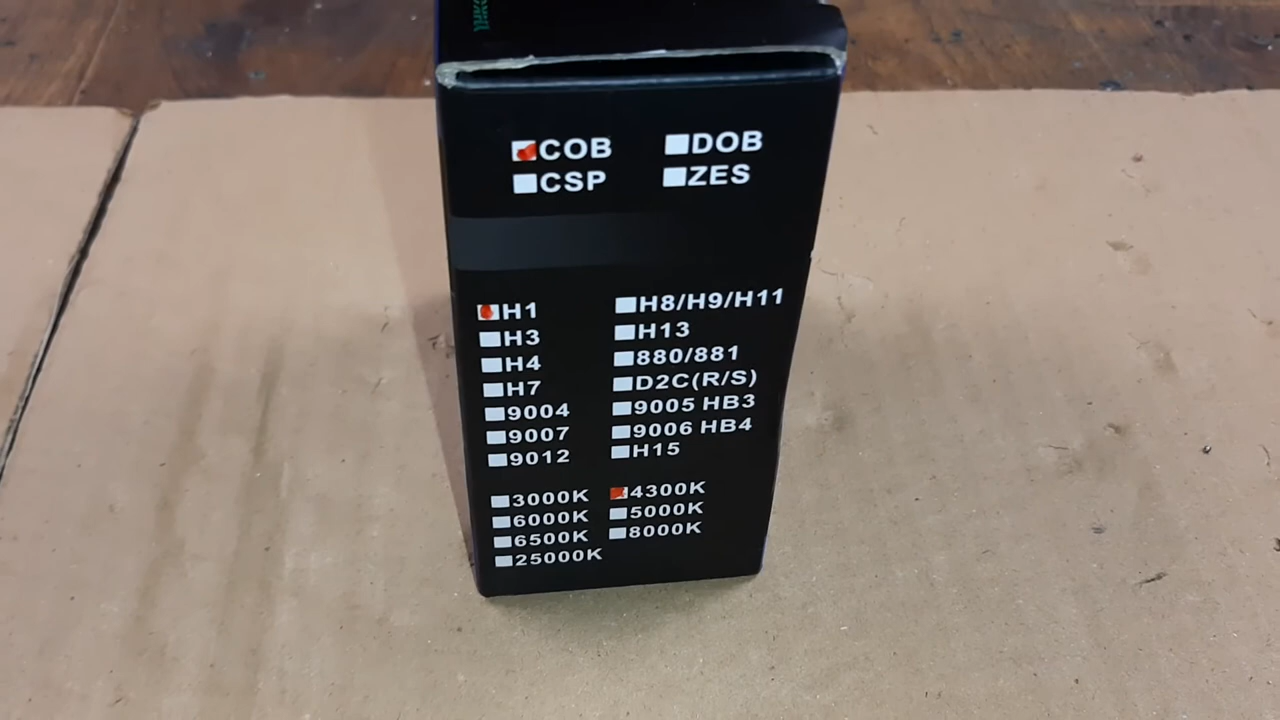 COB DOB
CSP ZES
H1 H8/H9/H11
H3 H13
H4 880/881
H7 D2C(R/S)
9004 9005 HB3
9007 9006 HB4
9012 H15
3000K 4300K
6000K 5000K
6500K 8000K
25000K